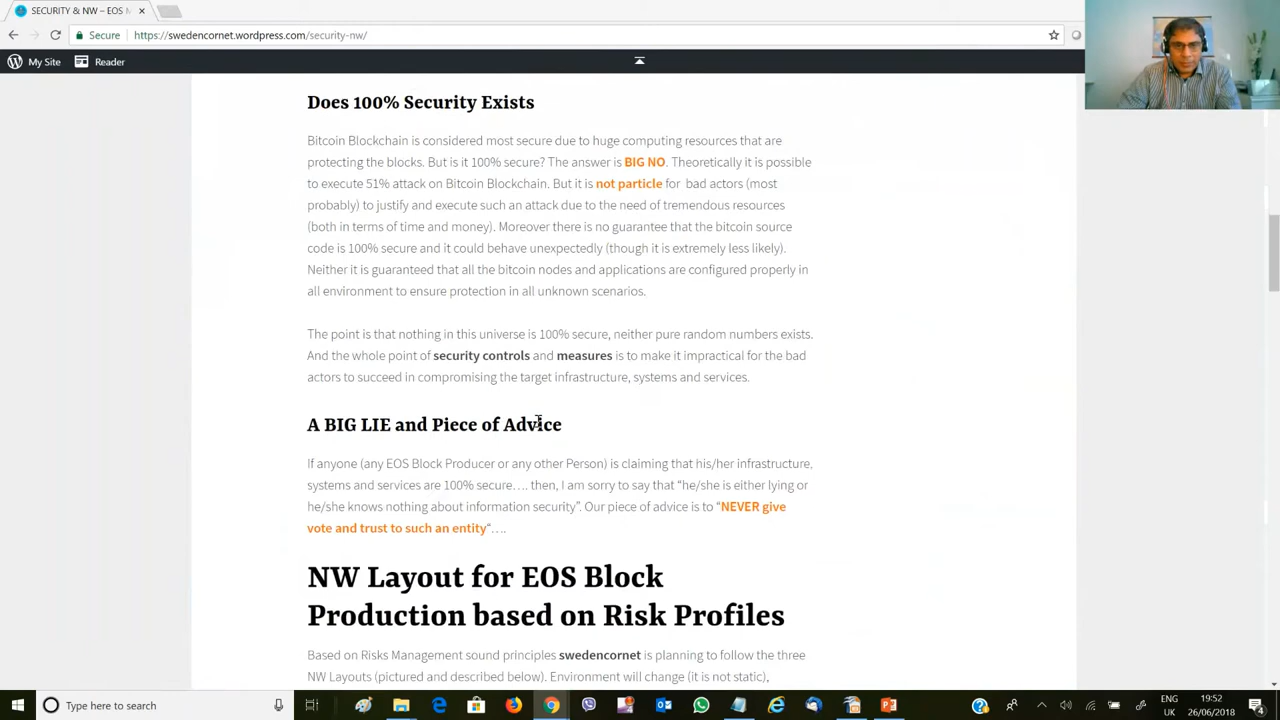 SECURITY & NW – EOS M
Secure https://swedencornet.wordpress.com/security-nw/
My Site Reader
Does 100% Security Exists
Bitcoin Blockchain is considered most secure due to huge computing resources that are
protecting the blocks. But is it 100% secure? The answer is BIG NO. Theoretically it is possible
to execute 51% attack on Bitcoin Blockchain. But it is not particle for bad actors (most
probably) to justify and execute such an attack due to the need of tremendous resources
(both in terms of time and money). Moreover there is no guarantee that the bitcoin source
code is 100% secure and it could behave unexpectedly (though it is extremely less likely).
Neither it is guaranteed that all the bitcoin nodes and applications are configured properly in
all environment to ensure protection in all unknown scenarios.
The point is that nothing in this universe is 100% secure, neither pure random numbers exists.
And the whole point of security controls and measures is to make it impractical for the bad
actors to succeed in compromising the target infrastructure, systems and services.
A BIG LIE and Piece of Advice
If anyone (any EOS Block Producer or any other Person) is claiming that his/her infrastructure,
systems and services are 100% secure…. then, I am sorry to say that “he/she is either lying or
he/she knows nothing about information security”. Our piece of advice is to “NEVER give
vote and trust to such an entity“….
NW Layout for EOS Block
Production based on Risk Profiles
Based on Risks Management sound principles swedencornet is planning to follow the three
NW Layouts (pictured and described below). Environment will change (it is not static),
Type here to search
ENG 19:52
UK 26/06/2018